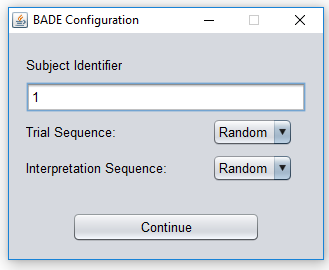 BADE Configuration
Subject Identifier
1
Trial Sequence: Random
Interpretation Sequence: Random
Continue